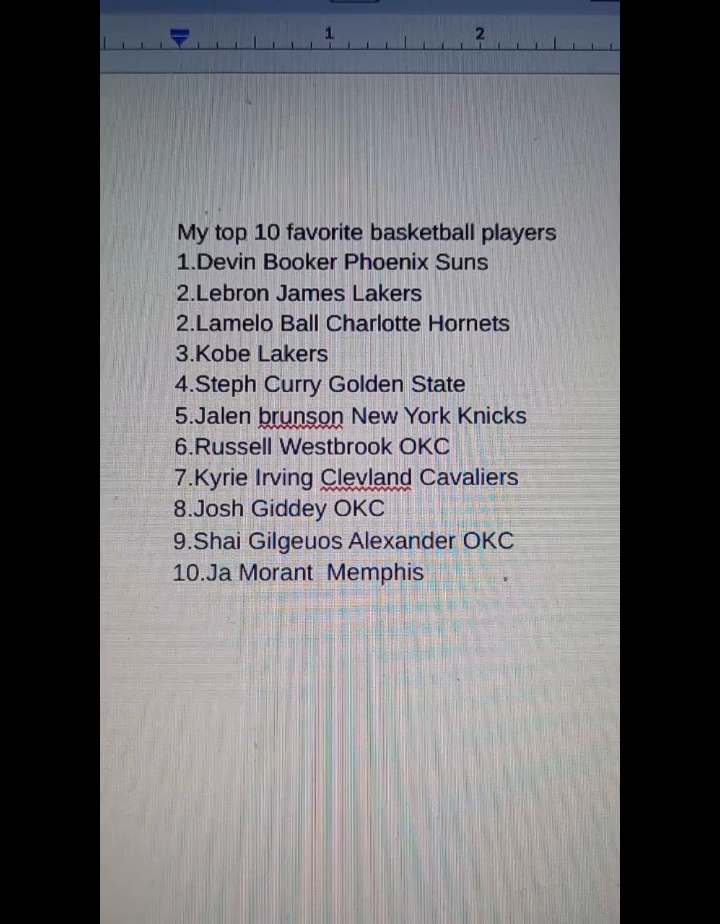 1 2
My top 10 favorite basketball players
1.Devin Booker Phoenix Suns
2.Lebron James Lakers
2.Lamelo Ball Charlotte Hornets
3.Kobe Lakers
4.Steph Curry Golden State
5.Jalen brunson New York Knicks
6.Russell Westbrook OKC
7.Kyrie Irving Clevland Cavaliers
8.Josh Giddey OKC
9.Shai Gilgeuos Alexander OKC
10.Ja Morant  Memphis